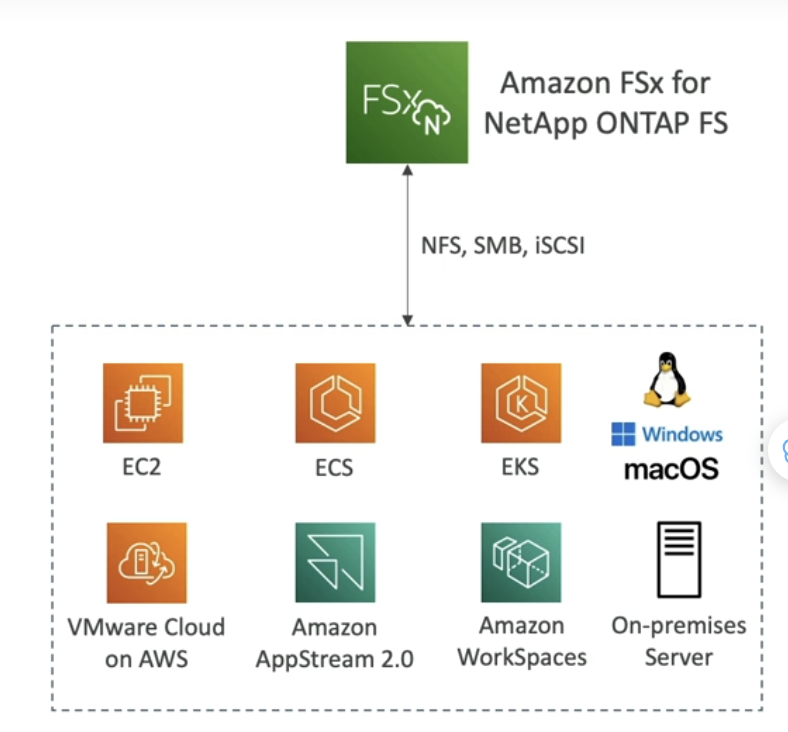 FSx
N
Amazon FSx for
NetApp ONTAP FS
NFS, SMB, iSCSI
EC2
ECS
K
EKS
Windows
macOS
VMware Cloud
on AWS
Amazon
AppStream 2.0
Amazon
WorkSpaces
On-premises
Server